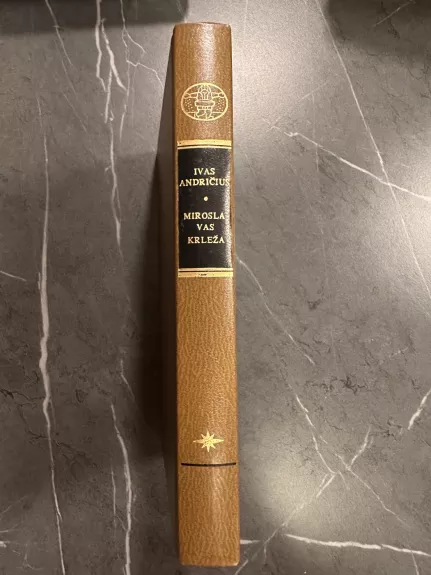 IVAS
ANDRIČIUS
MIROSLA
VAS
KRLEŽA